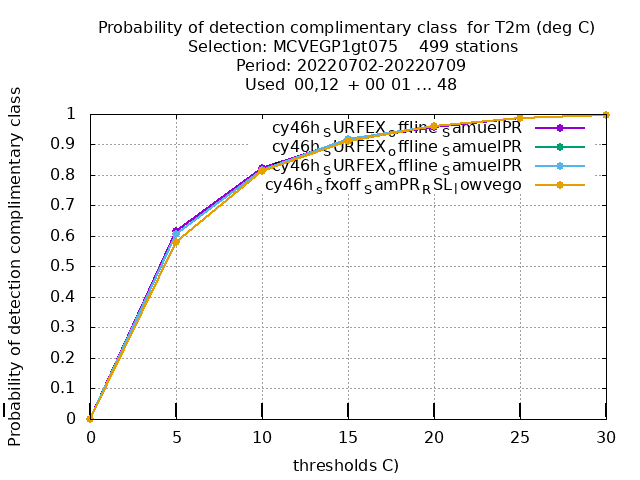 Probability of detection complimentary class for T2m (deg C)
Selection: MCVEGP1gt075 499 stations
Period: 20220702-20220709
Used 00,12 + 00 01 ... 48
Probability of detection complimentary class
1
0.9
0.8
0.7
0.6
0.5
0.4
0.3
0.2
0.1
0
cy46h_SURFEX_offline_samuelPR
cy46h_SURFEX_offline_samuelPR
cy46h_SURFEX_offline_samuelPR
cy46h_sfxoff_samPR_RSL_lowvego
0 5 10 15 20 25 30
thresholds C)